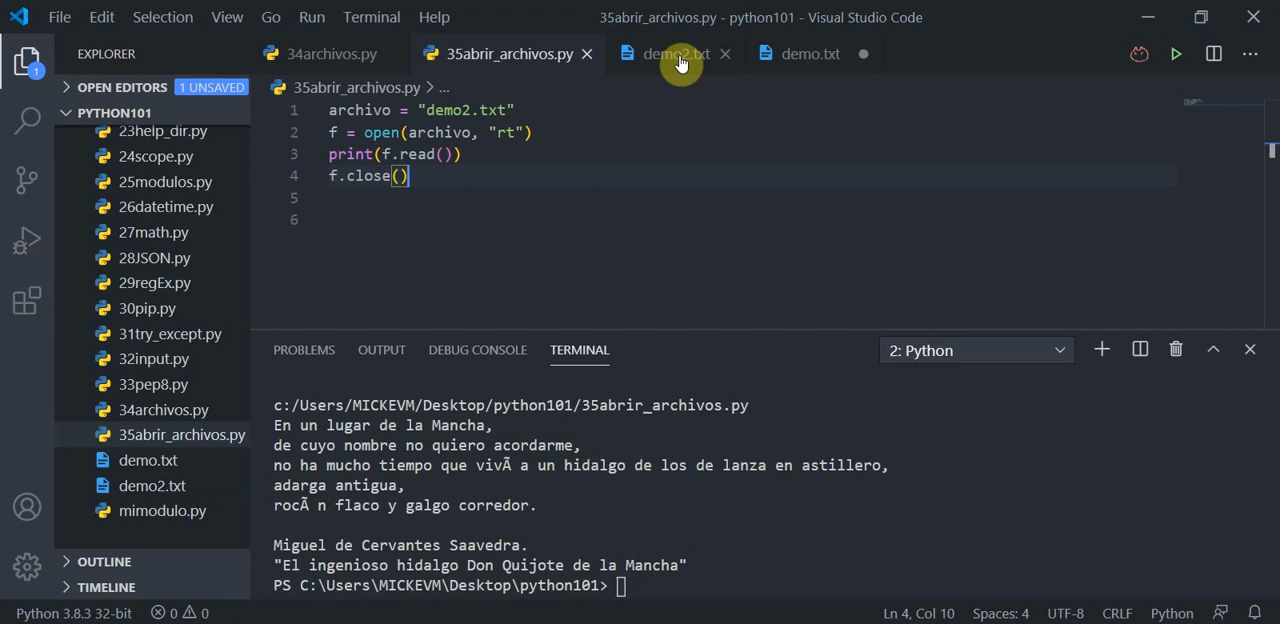 File Edit Selection View Go Run Terminal Help 35abrir_archivos.py - python101 - Visual Studio Code
EXPLORER
34archivos.py 35abrir_archivos.py demo2.txt demo.txt
1
OPEN EDITORS 1 UNSAVED
PYTHON101
23help_dir.py
24scope.py
25modulos.py
26datetime.py
27math.py
28JSON.py
29regEx.py
30pip.py
31try_except.py
32input.py
33pep8.py
34archivos.py
35abrir_archivos.py
demo.txt
demo2.txt
mimodulo.py
OUTLINE
TIMELINE
35abrir_archivos.py > ...
1 archivo = "demo2.txt"
2 f = open(archivo, "rt")
3 print(f.read())
4 f.close()
5
6
PROBLEMS OUTPUT DEBUG CONSOLE TERMINAL 2: Python
c:/Users/MICKEVM/Desktop/python101/35abrir_archivos.py
En un lugar de la Mancha,
de cuyo nombre no quiero acordarme,
no ha mucho tiempo que vivÃ a un hidalgo de los de lanza en astillero,
adarga antigua,
rocÃ n flaco y galgo corredor.
Miguel de Cervantes Saavedra.
"El ingenioso hidalgo Don Quijote de la Mancha"
PS C:\Users\MICKEVM\Desktop\python101>
Python 3.8.3 32-bit 0 0 Ln 4, Col 10 Spaces: 4 UTF-8 CRLF Python